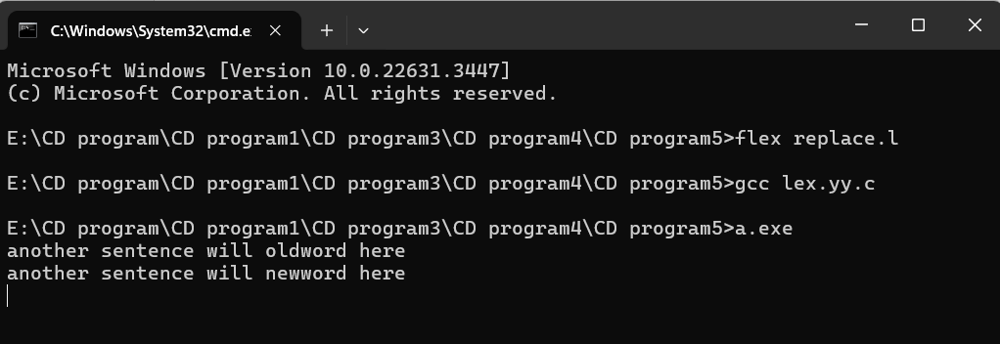 C:\Windows\System32\cmd.e
Microsoft Windows [Version 10.0.22631.3447]
(c) Microsoft Corporation. All rights reserved.
E:\CD program\CD program1\CD program3\CD program4\CD program5>flex replace.l
E:\CD program\CD program1\CD program3\CD program4\CD program5>gcc lex.yy.c
E:\CD program\CD program1\CD program3\CD program4\CD program5>a.exe
another sentence will oldword here
another sentence will newword here